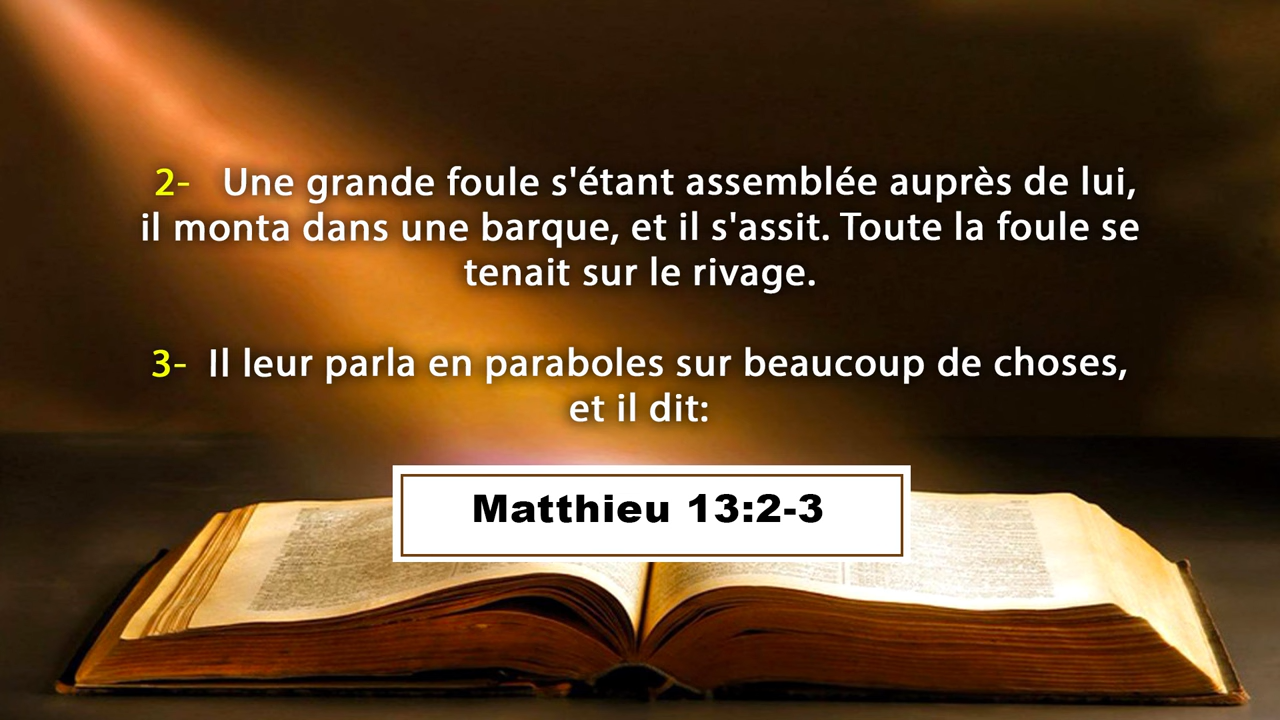 2- Une grande foule s'étant assemblée auprès de lui,
il monta dans une barque, et il s'assit. Toute la foule se
tenait sur le rivage.
3- Il leur parla en paraboles sur beaucoup de choses,
et il dit:
Matthieu 13:2-3